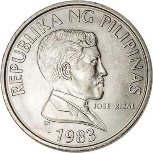 REPUBLIKA NG PILIPINAS
JOSE RIZAL
1983